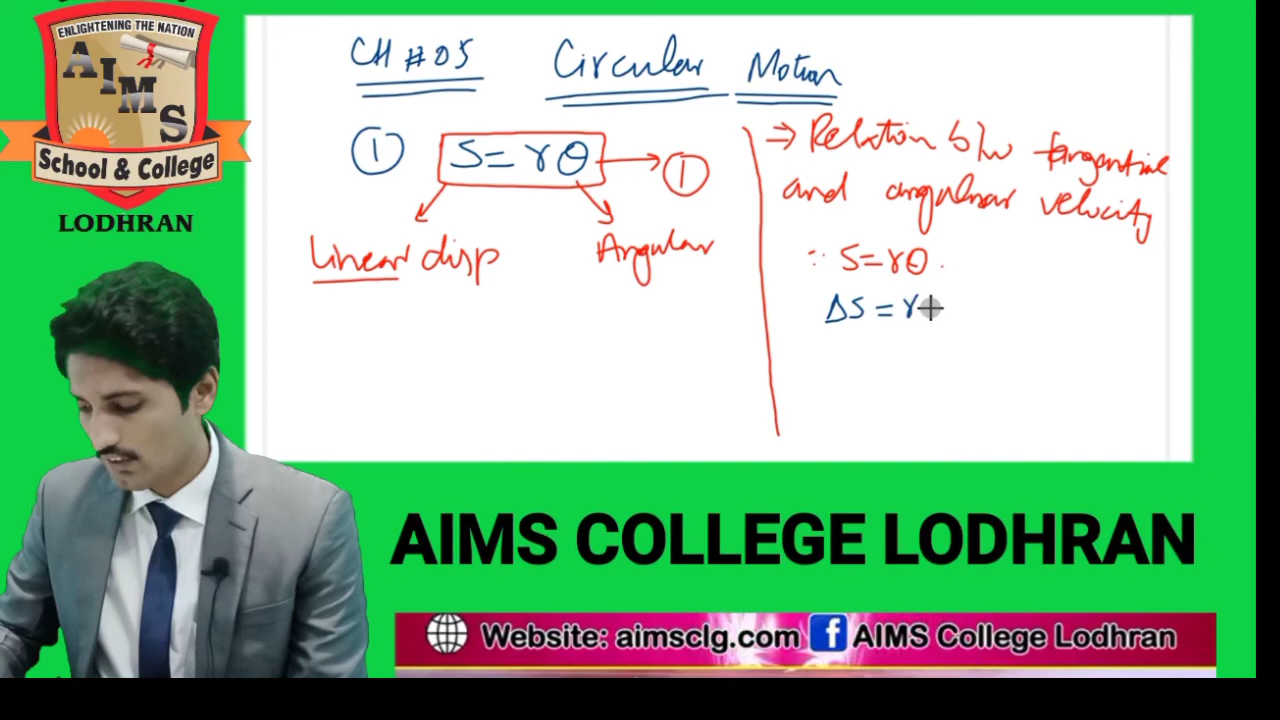 ENLIGHTENING THE NATION
AIMS
School & College
LODHRAN
CH # 05 Circular Motion
① S = rθ → ①
Linear disp Angular
⇒ Relation b/w tangential
and angular velocity
∵ S = rθ.
ΔS = r
AIMS COLLEGE LODHRAN
Website: aimsclg.com AIMS College Lodhran